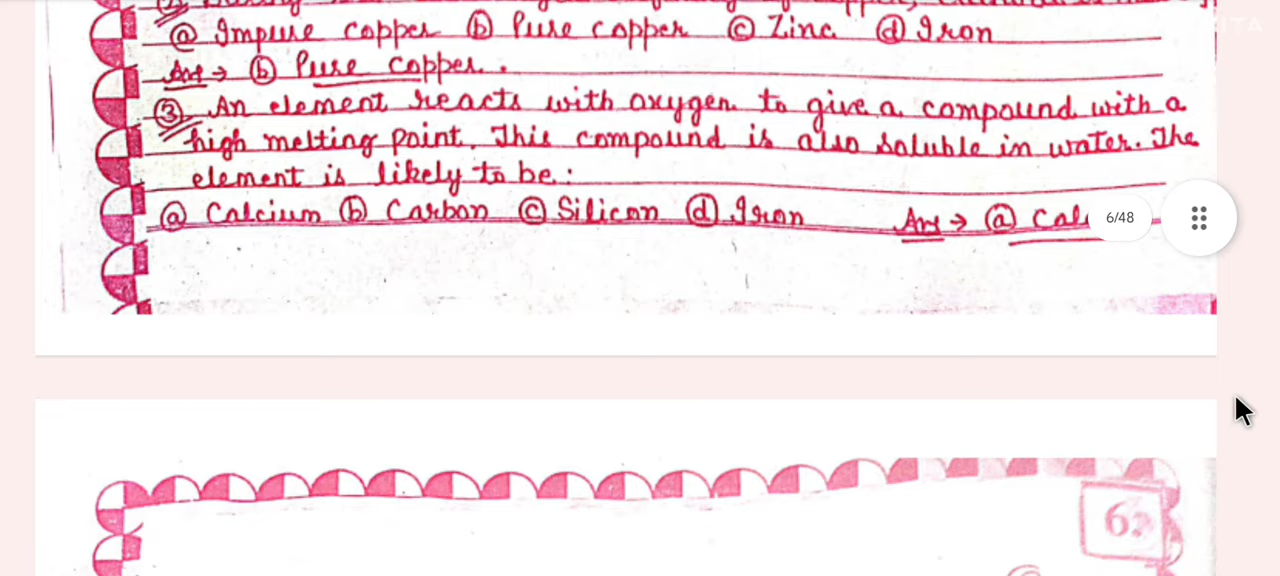 ⓐ Impure copper ⓑ Pure copper ⓒ Zinc ⓓ Iron
Ans → ⓑ Pure copper.
③ An element reacts with oxygen to give a compound with a
high melting point. This compound is also soluble in water. The
element is likely to be:
ⓐ Calcium ⓑ Carbon ⓒ Silicon ⓓ Iron Ans → ⓐ Cal
6/48